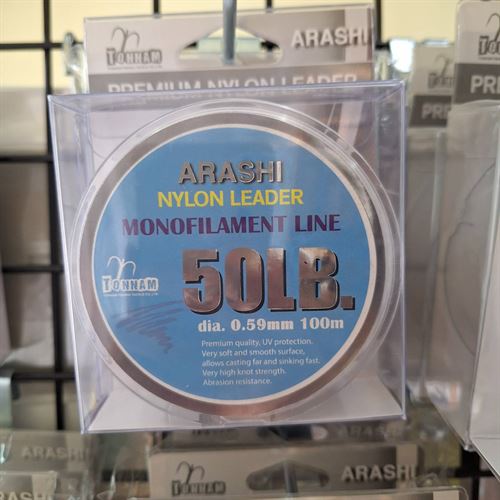 TONNAM
ARASHI
PREMIUM NYLON LEADER
ARASHI
NYLON LEADER
MONOFILAMENT LINE
TONNAM
50LB.
dia. 0.59mm 100m
Premium quality, UV protection.
Very soft and smooth surface,
allows casting far and sinking fast.
Very high knot strength.
Abrasion resistance.
TONNAM
PRE
ARASHI
TONNAM
ARASHI